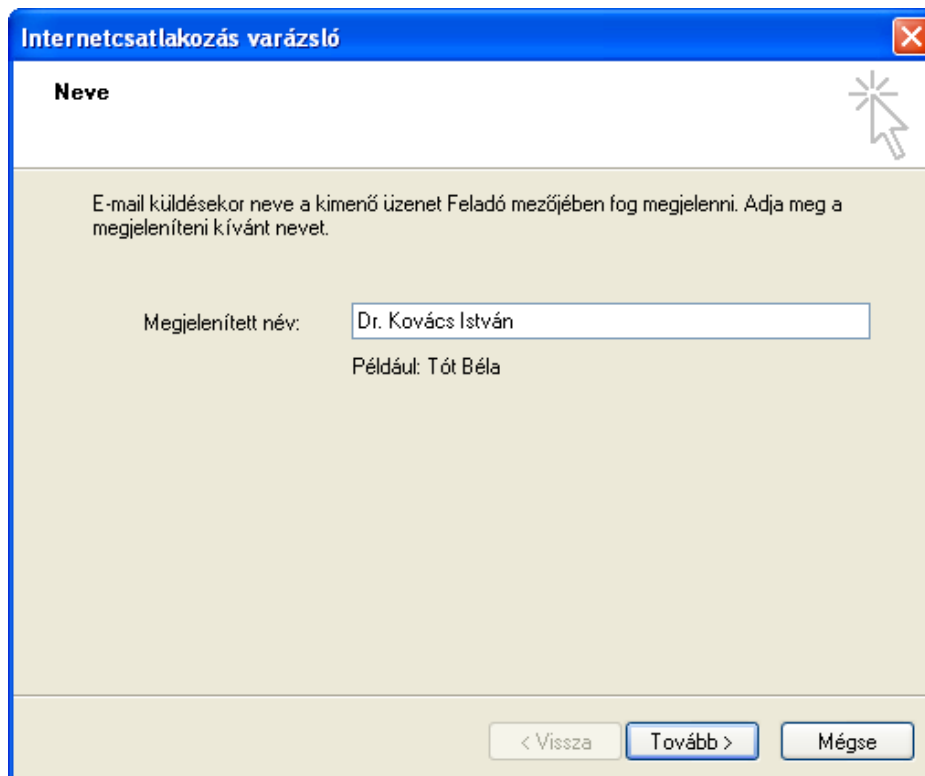 Internetcsatlakozás varázsló
Neve
E-mail küldésekor neve a kimenő üzenet Feladó mezőjében fog megjelenni. Adja meg a
megjeleníteni kívánt nevet.
Megjelenített név:
Dr. Kovács István
Például: Tót Béla
< Vissza
Tovább >
Mégse